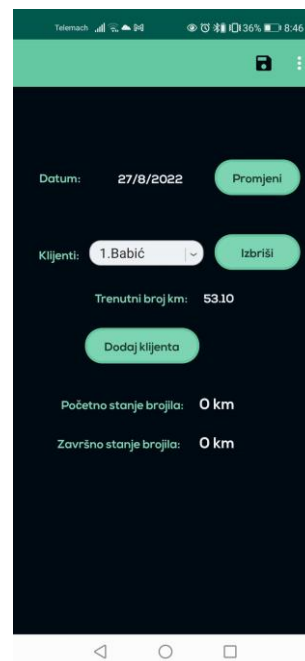 Telemach 36% 8:46
Datum: 27/8/2022 Promjeni
Klijenti: 1.Babić Izbriši
Trenutni broj km: 53.10
Dodaj klijenta
Početno stanje brojila: 0 km
Završno stanje brojila: 0 km